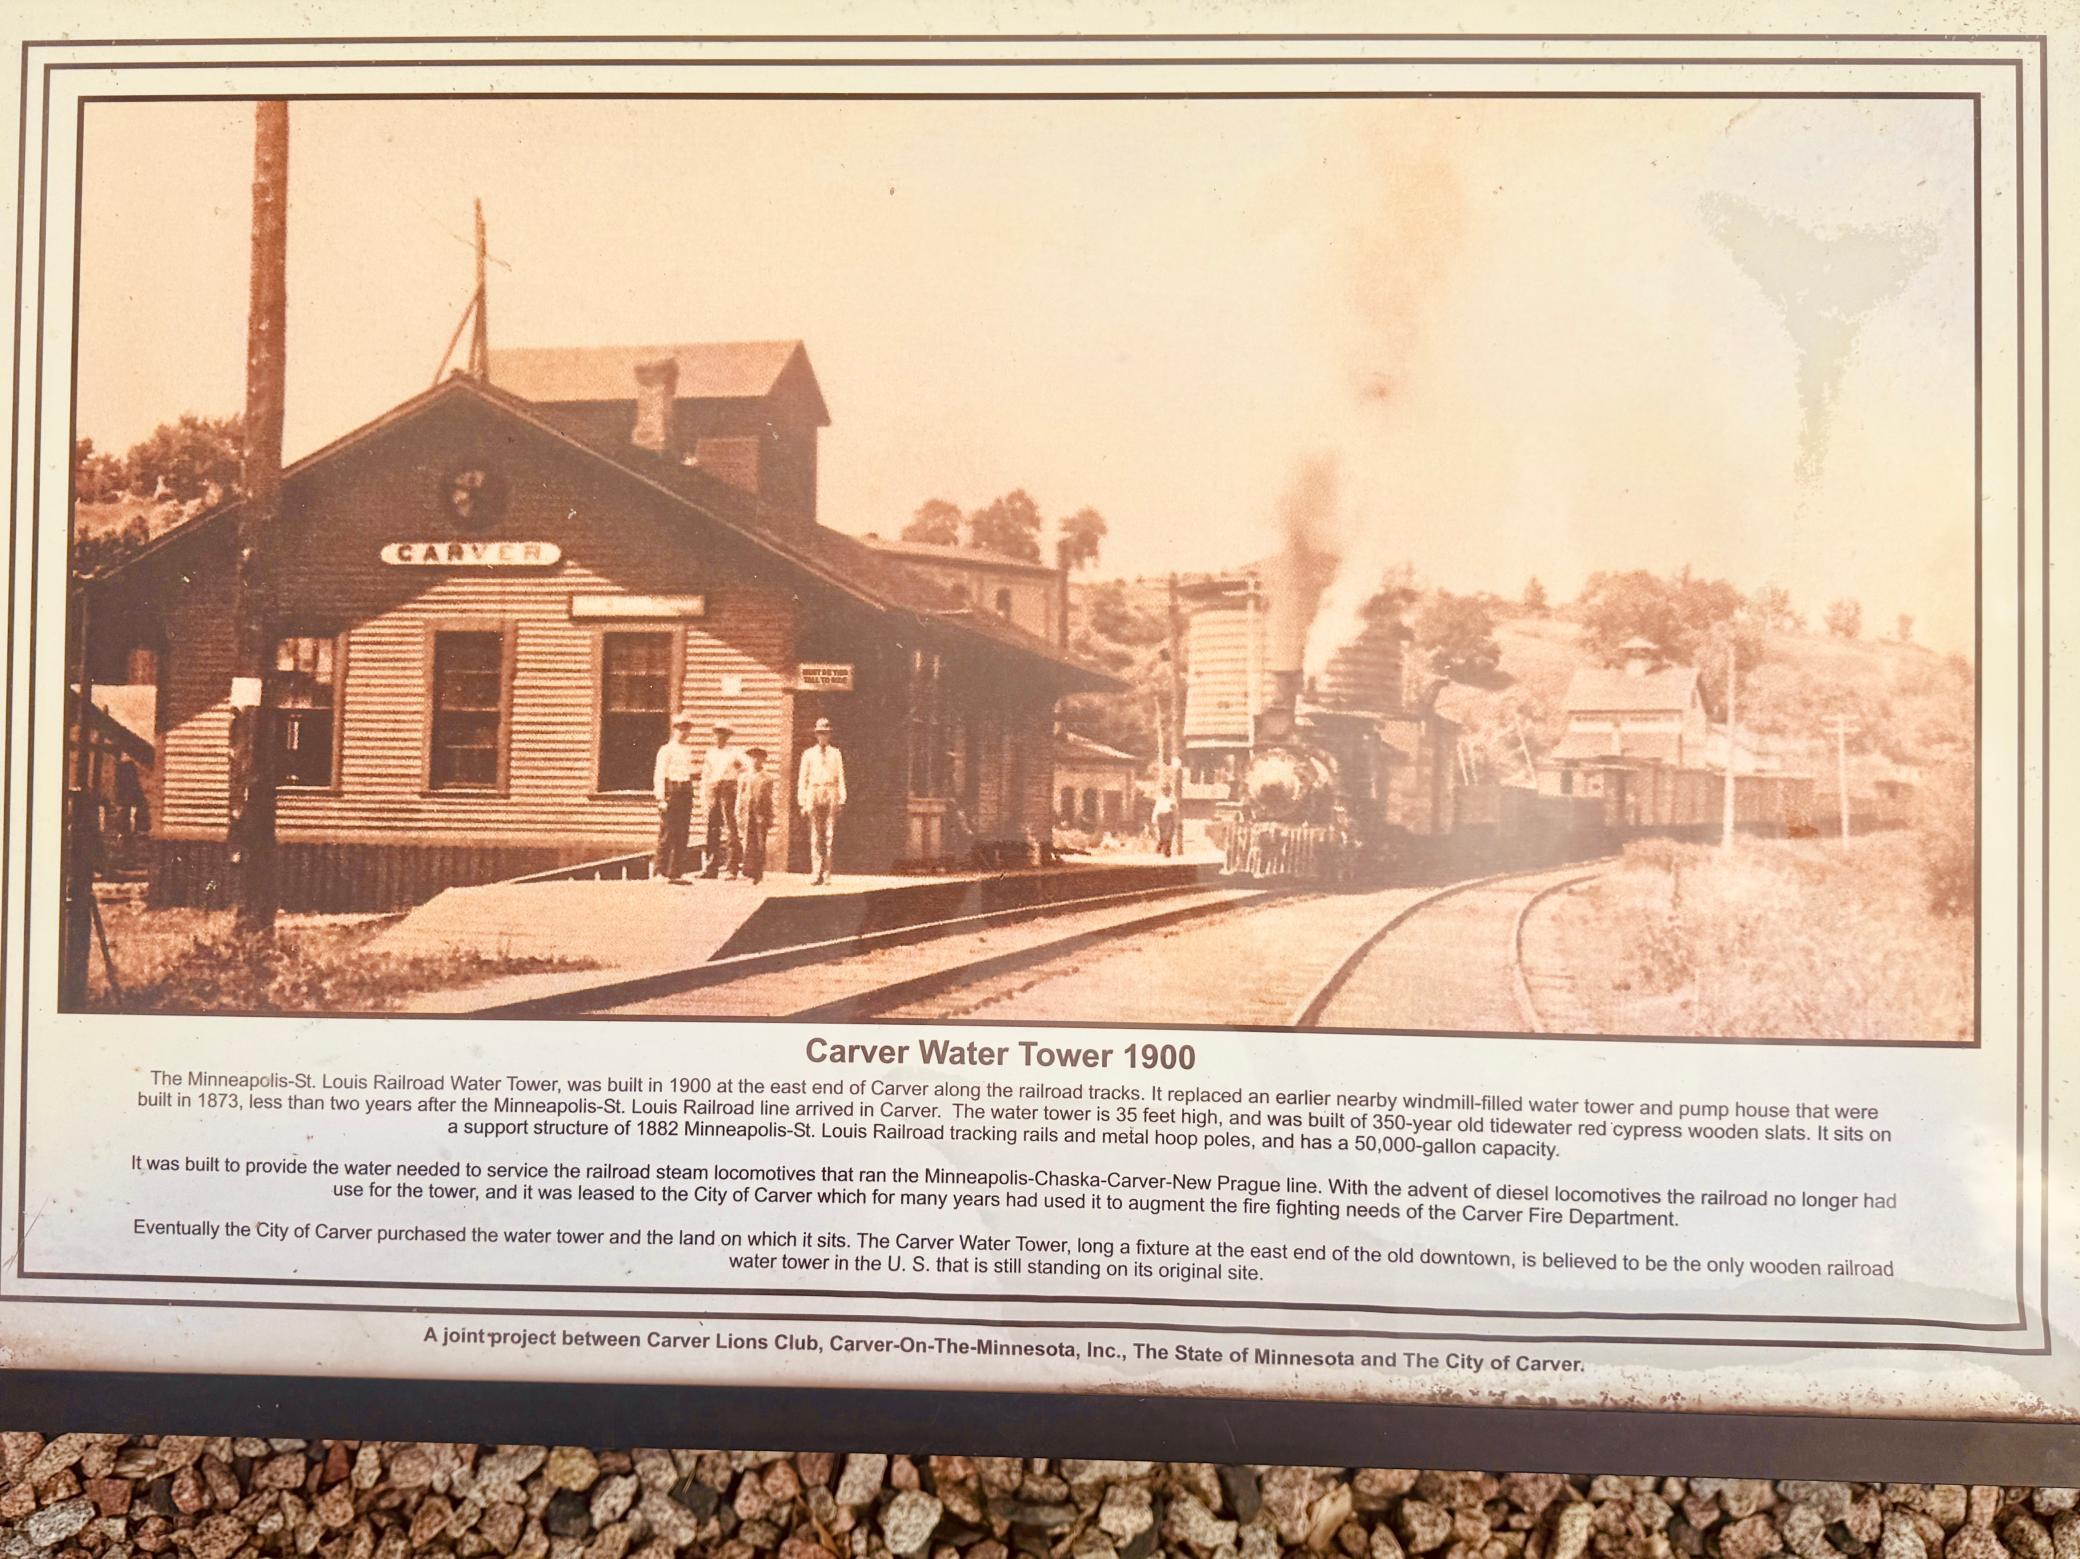 CARVER
MUST BE THIS
TALL TO RIDE
Carver Water Tower 1900
The Minneapolis-St. Louis Railroad Water Tower, was built in 1900 at the east end of Carver along the railroad tracks. It replaced an earlier nearby windmill-filled water tower and pump house that were
built in 1873, less than two years after the Minneapolis-St. Louis Railroad line arrived in Carver. The water tower is 35 feet high, and was built of 350-year old tidewater red cypress wooden slats. It sits on
a support structure of 1882 Minneapolis-St. Louis Railroad tracking rails and metal hoop poles, and has a 50,000-gallon capacity.
It was built to provide the water needed to service the railroad steam locomotives that ran the Minneapolis-Chaska-Carver-New Prague line. With the advent of diesel locomotives the railroad no longer had
use for the tower, and it was leased to the City of Carver which for many years had used it to augment the fire fighting needs of the Carver Fire Department.
Eventually the City of Carver purchased the water tower and the land on which it sits. The Carver Water Tower, long a fixture at the east end of the old downtown, is believed to be the only wooden railroad
water tower in the U. S. that is still standing on its original site.
A joint project between Carver Lions Club, Carver-On-The-Minnesota, Inc., The State of Minnesota and The City of Carver.